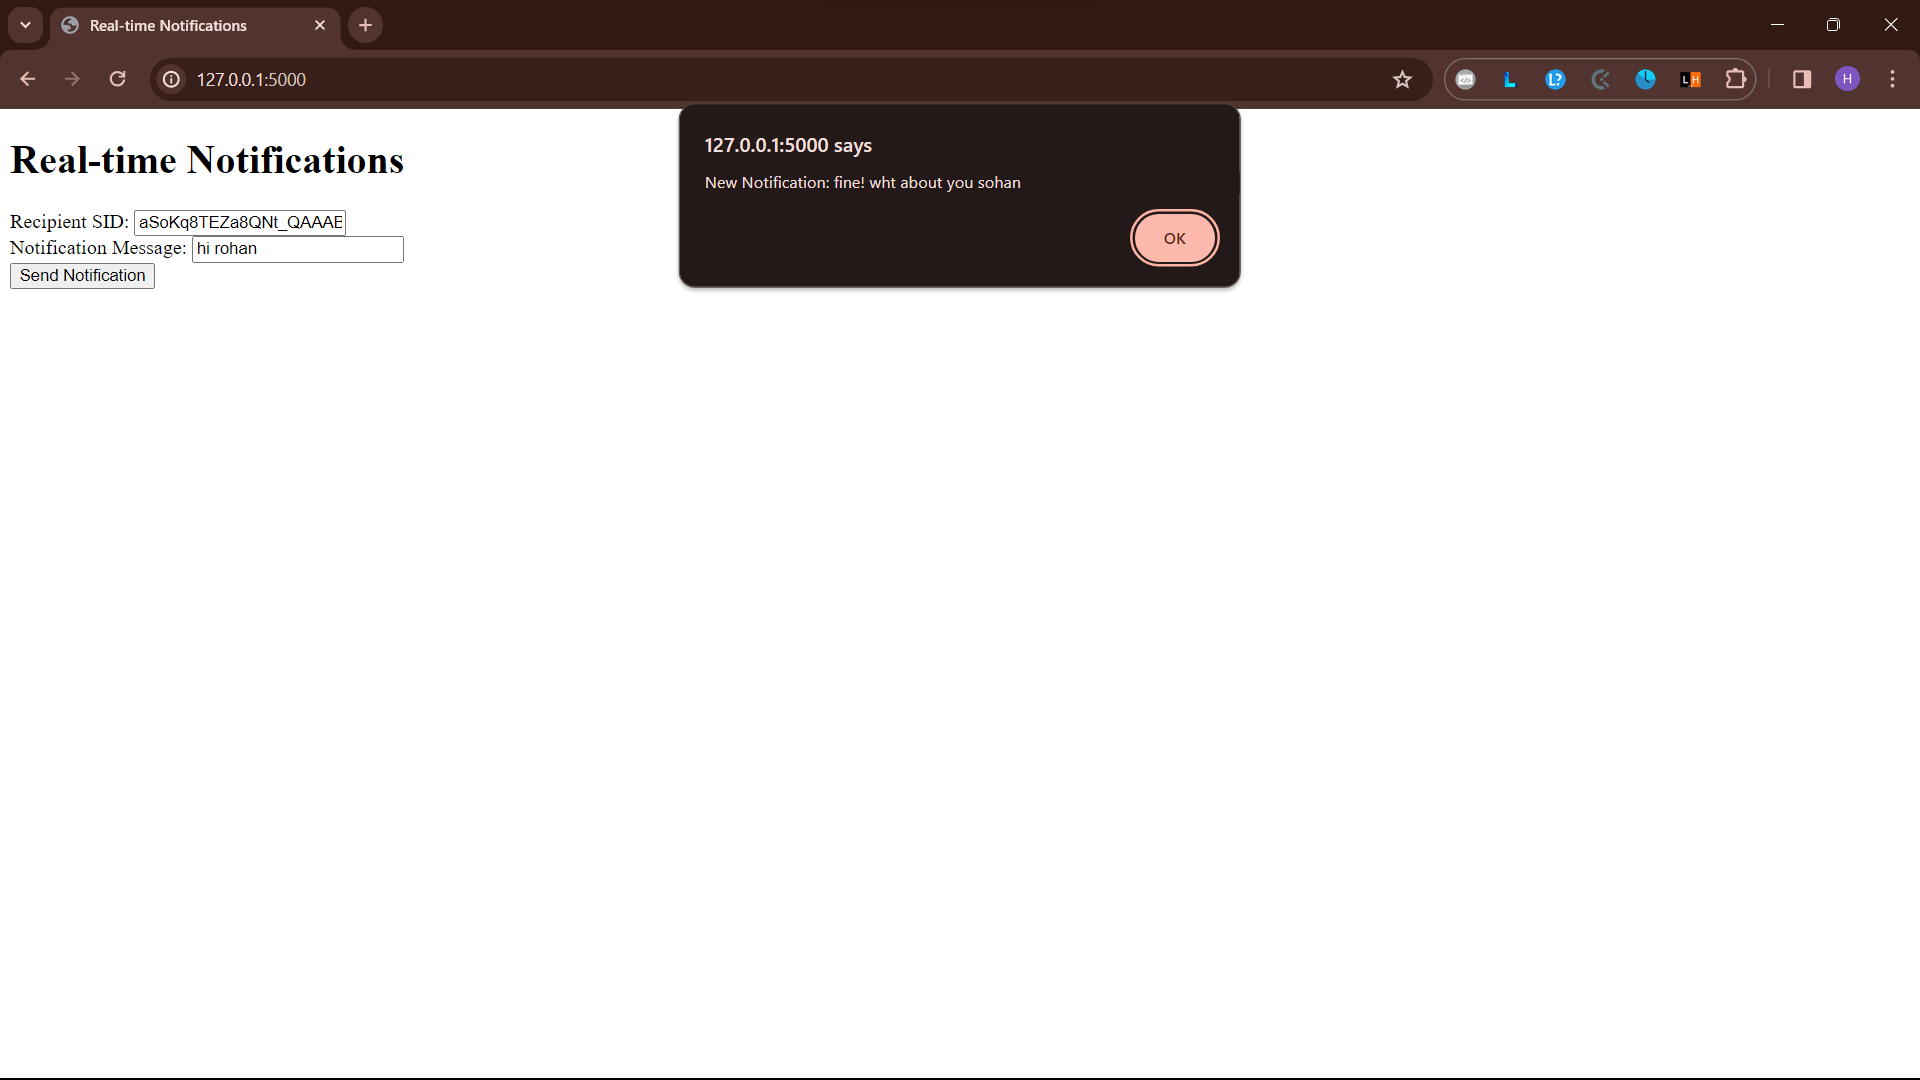 Real-time Notifications
127.0.0.1:5000
H
127.0.0.1:5000 says
New Notification: fine! wht about you sohan
OK
Real-time Notifications
Recipient SID: aSoKq8TEZa8QNt_QAAAE
Notification Message: hi rohan
Send Notification